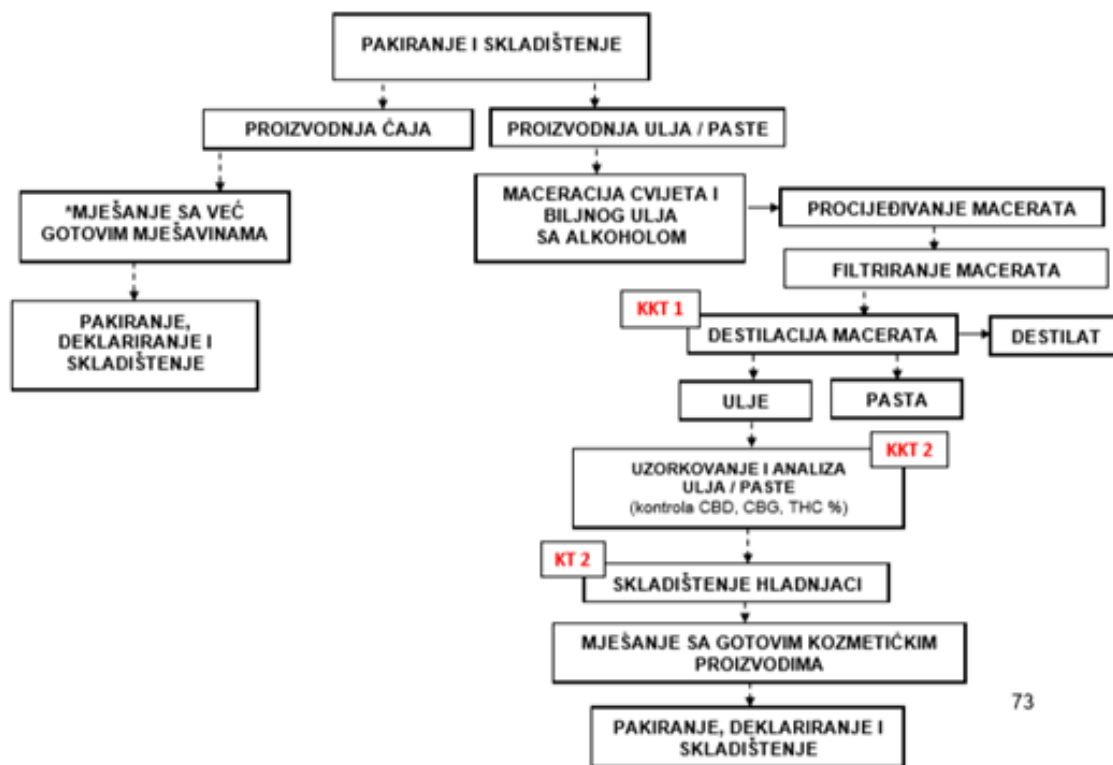 PAKIRANJE I SKLADIŠTENJE
PROIZVODNJA ČAJA
PROIZVODNJA ULJA / PASTE
*MJEŠANJE SA VEĆ
GOTOVIM MJEŠAVINAMA
MACERACIJA CVIJETA I
BILJNOG ULJA
SA ALKOHOLOM
PROCIJEĐIVANJE MACERATA
FILTRIRANJE MACERATA
PAKIRANJE,
DEKLARIRANJE I
SKLADIŠTENJE
KKT 1
DESTILACIJA MACERATA
DESTILAT
ULJE
PASTA
KKT 2
UZORKOVANJE I ANALIZA
ULJA / PASTE
(kontrola CBD, CBG, THC %)
KT 2
SKLADIŠTENJE HLADNJACI
MJEŠANJE SA GOTOVIM KOZMETIČKIM
PROIZVODIMA
73
PAKIRANJE, DEKLARIRANJE I
SKLADIŠTENJE